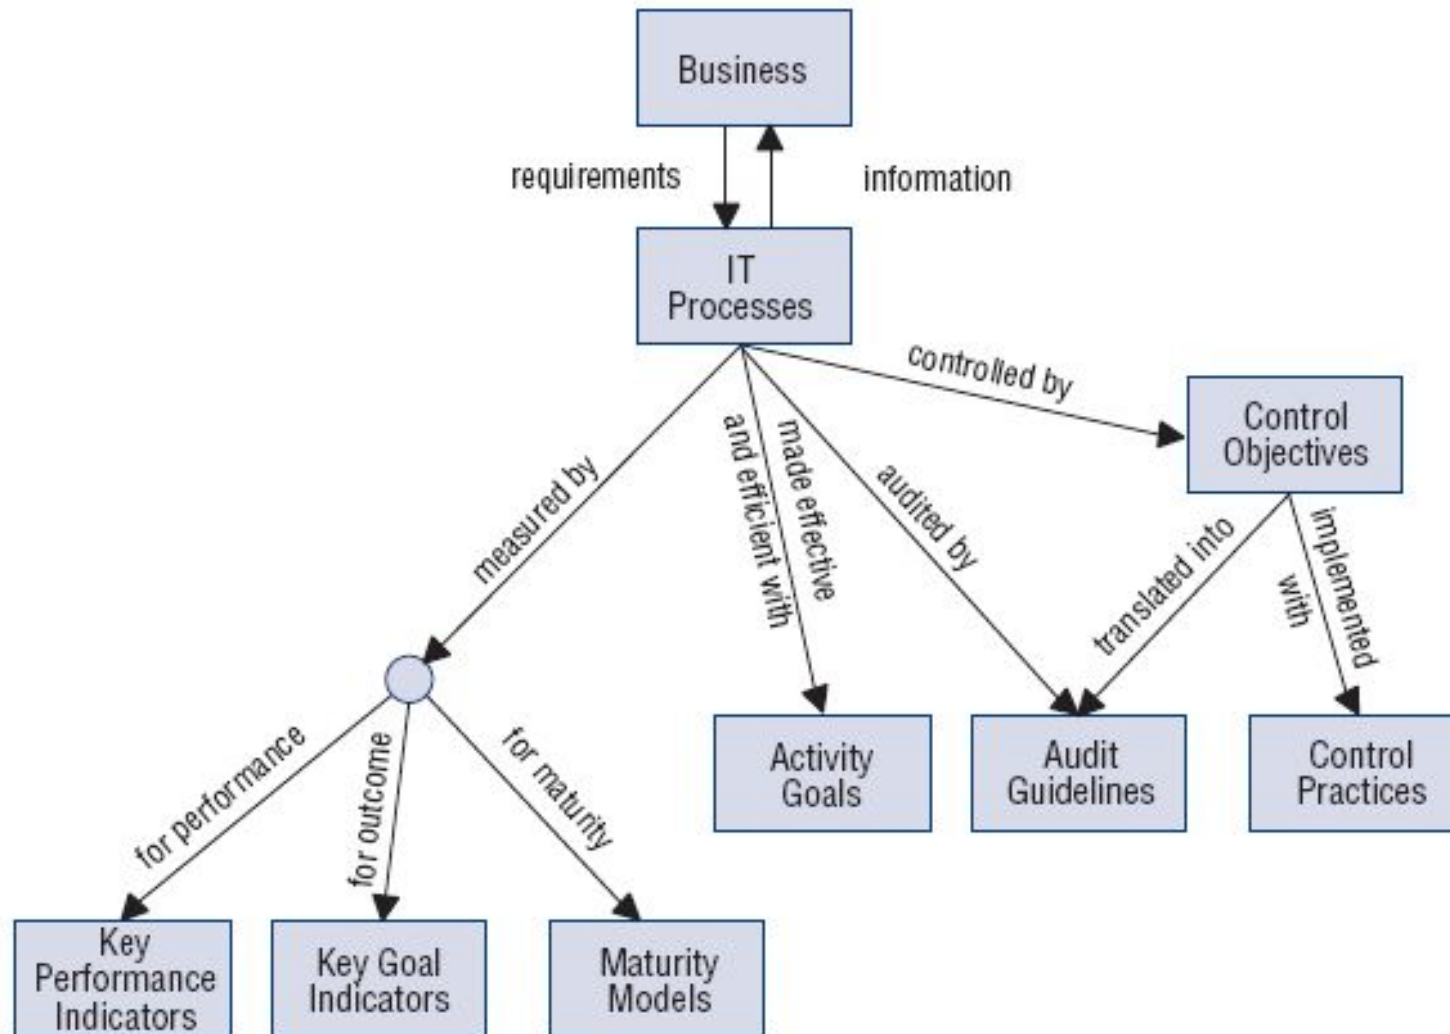 Business
requirements
information
IT
Processes
controlled by
Control
Objectives
measured by
and efficient with
made effective
audited by
translated into
implemented
with
for performance
for outcome
for maturity
Activity
Goals
Audit
Guidelines
Control
Practices
Key
Performance
Indicators
Key Goal
Indicators
Maturity
Models